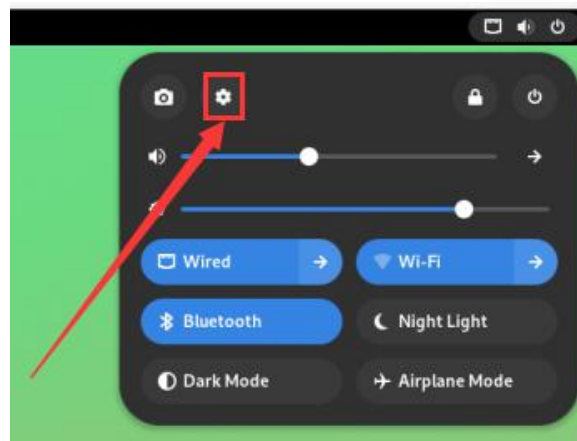 Wired
Wi-Fi
Bluetooth
Night Light
Dark Mode
Airplane Mode